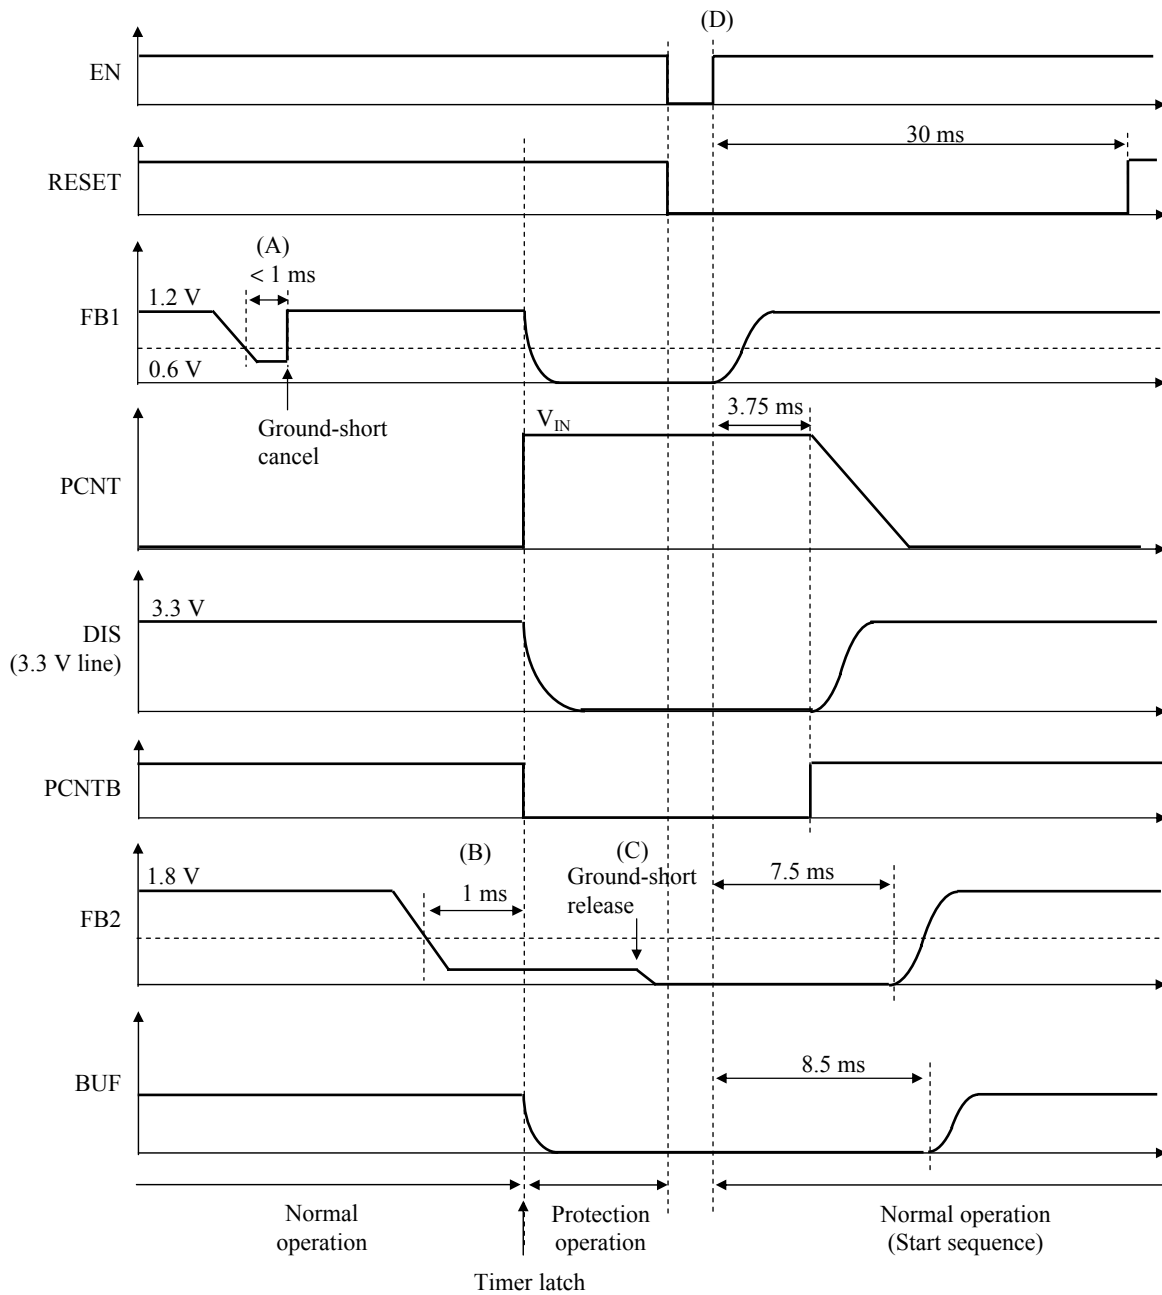 (D)
EN
30 ms
RESET
(A)
< 1 ms
1.2 V
FB1
0.6 V
3.75 ms
VIN
Ground-short
cancel
PCNT
3.3 V
DIS
(3.3 V line)
PCNTB
(B)
(C)
1.8 V
1 ms
Ground-short
release
7.5 ms
FB2
8.5 ms
BUF
Normal
operation
Protection
operation
Normal operation
(Start sequence)
Timer latch